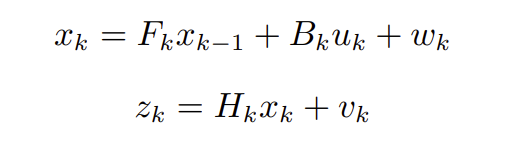 x_k = F_k x_{k-1} + B_k u_k + w_k
z_k = H_k x_k + v_k